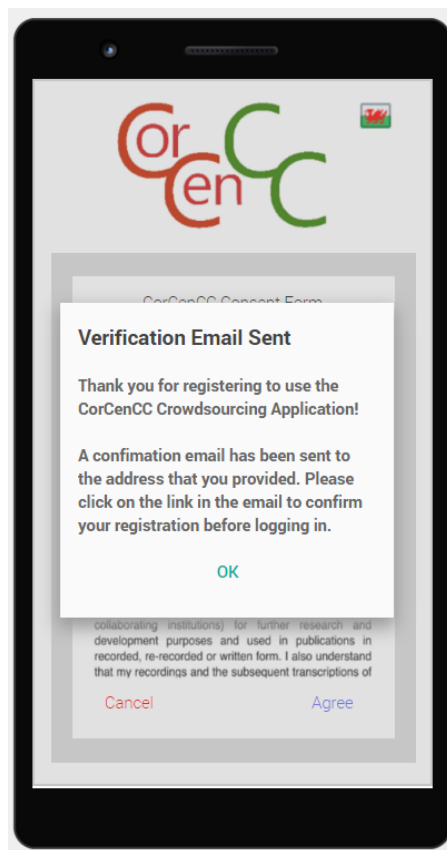 Cor
Cen
CC
CorCenCC Consent Form
Verification Email Sent
Thank you for registering to use the
CorCenCC Crowdsourcing Application!
A confimation email has been sent to
the address that you provided. Please
click on the link in the email to confirm
your registration before logging in.
OK
collaborating institutions) for further research and
development purposes and used in publications in
recorded, re-recorded or written form. I also understand
that my recordings and the subsequent transcriptions of
Cancel
Agree